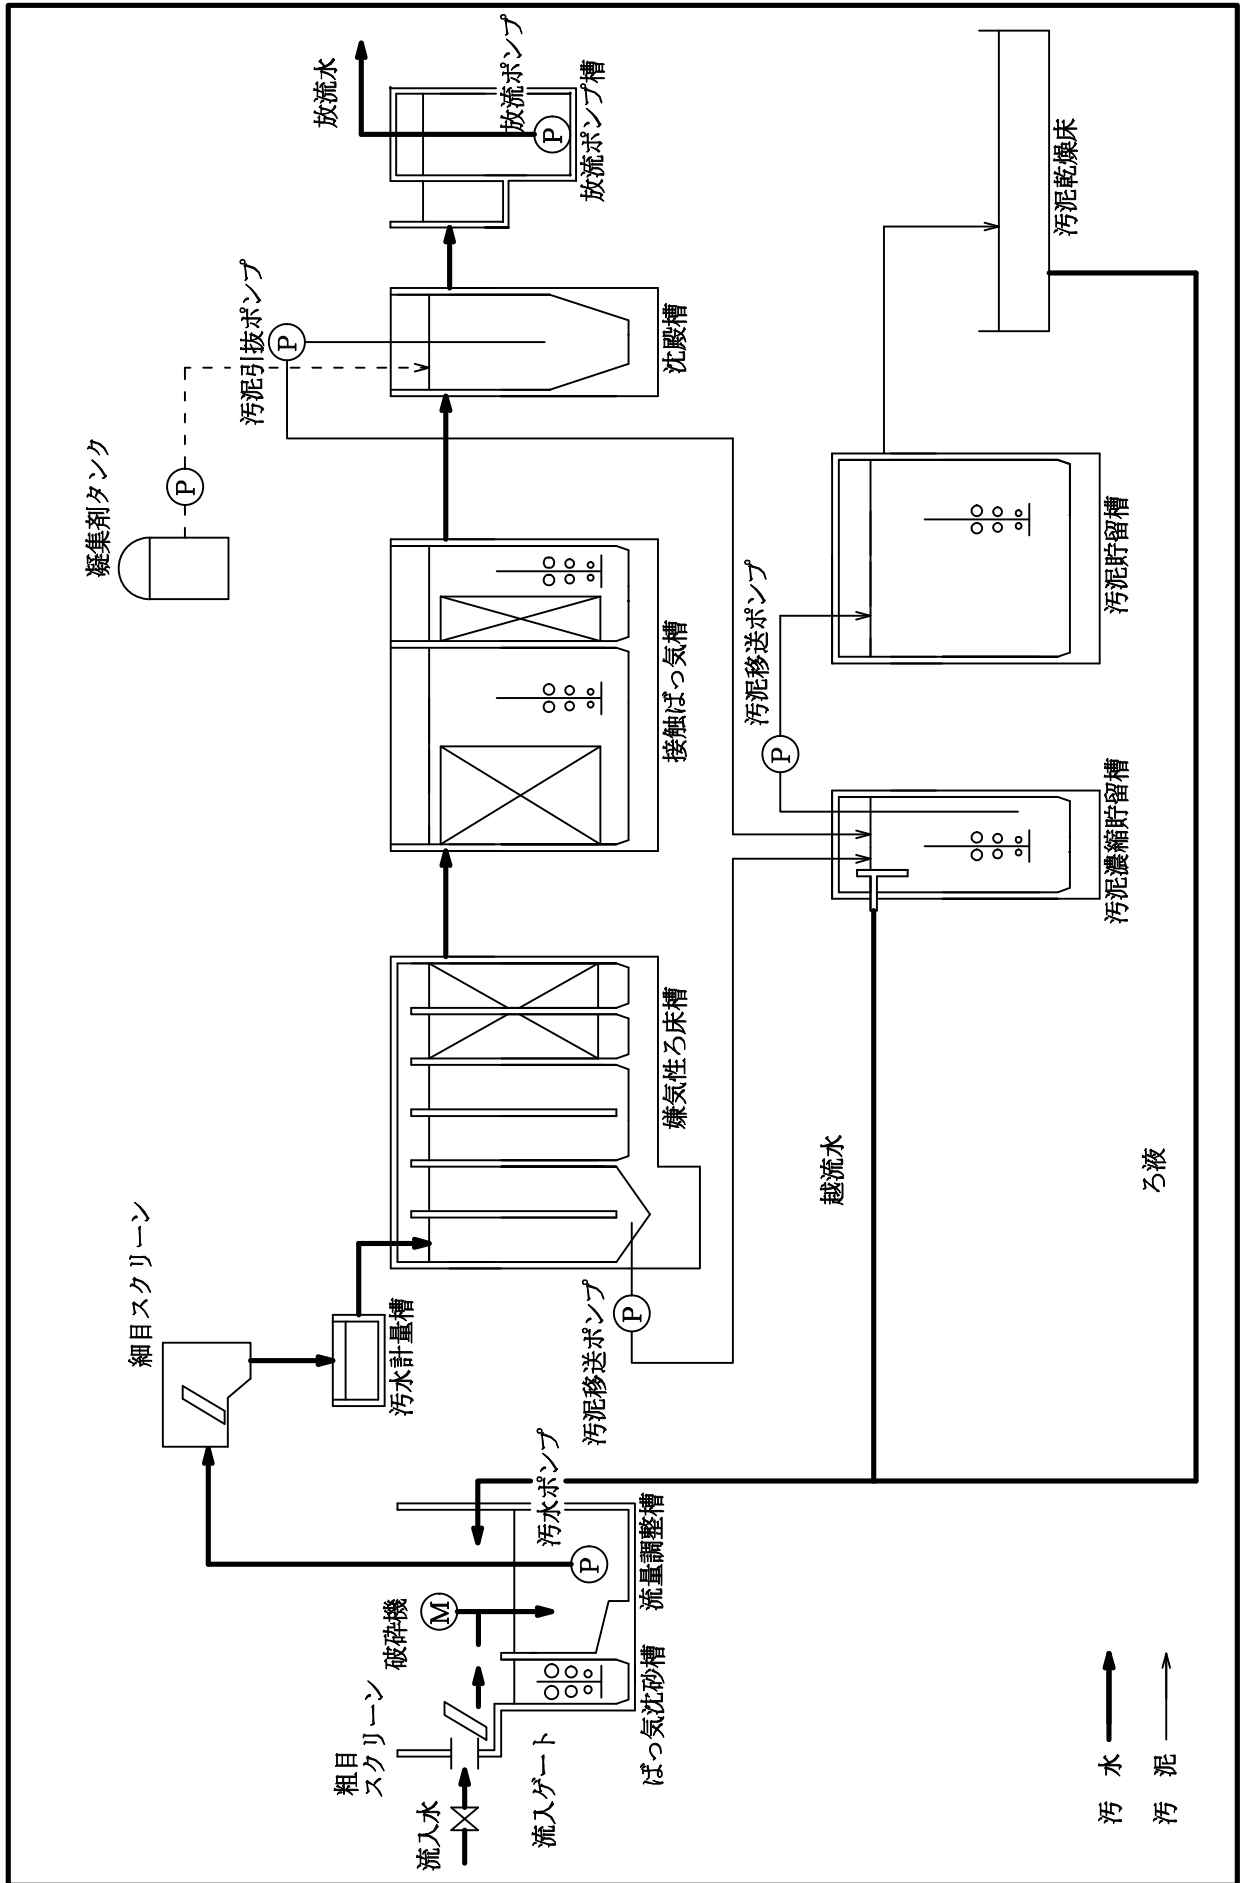 流入水
流入ゲート
粗目
スクリーン
ばっ気沈砂槽
破砕機
M
P
汚水ポンプ
流量調整槽
細目スクリーン
汚水計量槽
嫌気性ろ床槽
P
汚泥移送ポンプ
接触ばっ気槽
凝集剤タンク
P
汚泥引抜ポンプ
P
沈殿槽
放流水
放流ポンプ
P
放流ポンプ槽
汚泥濃縮貯留槽
P
汚泥移送ポンプ
汚泥貯留槽
汚泥乾燥床
越流水
ろ液
汚 水
汚 泥